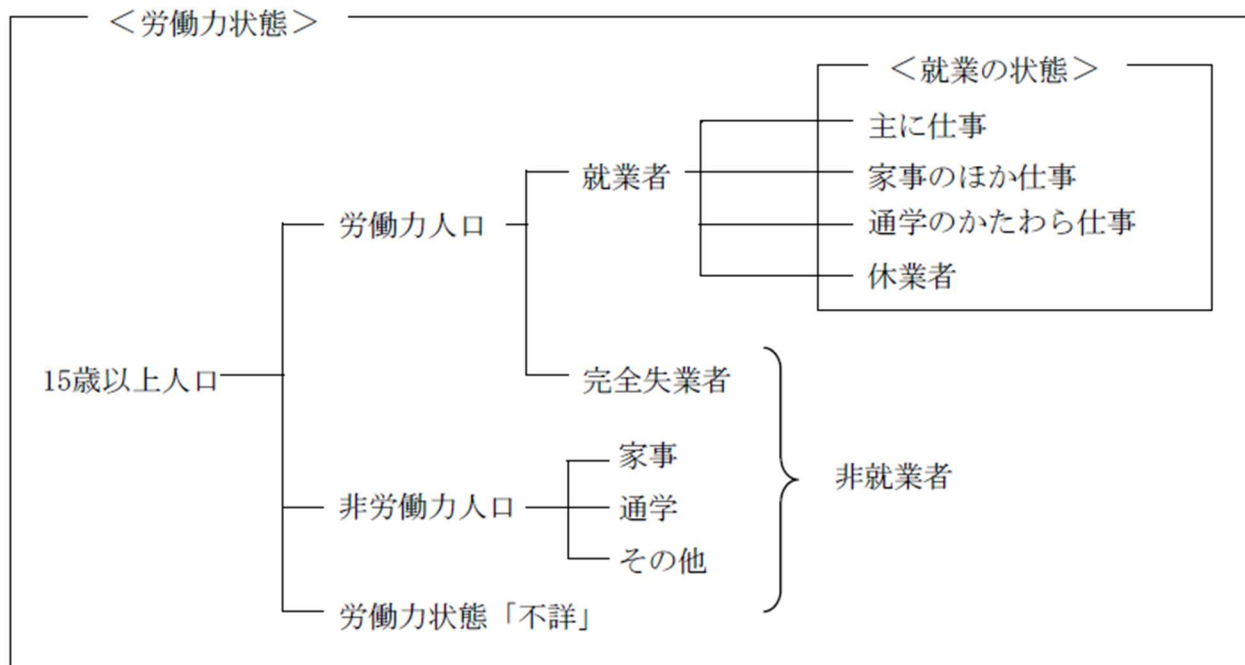 ＜労働力状態＞
＜就業の状態＞
主に仕事
就業者
家事のほか仕事
労働力人口
通学のかたわら仕事
休業者
15歳以上人口
完全失業者
家事
非就業者
非労働力人口
通学
その他
労働力状態「不詳」